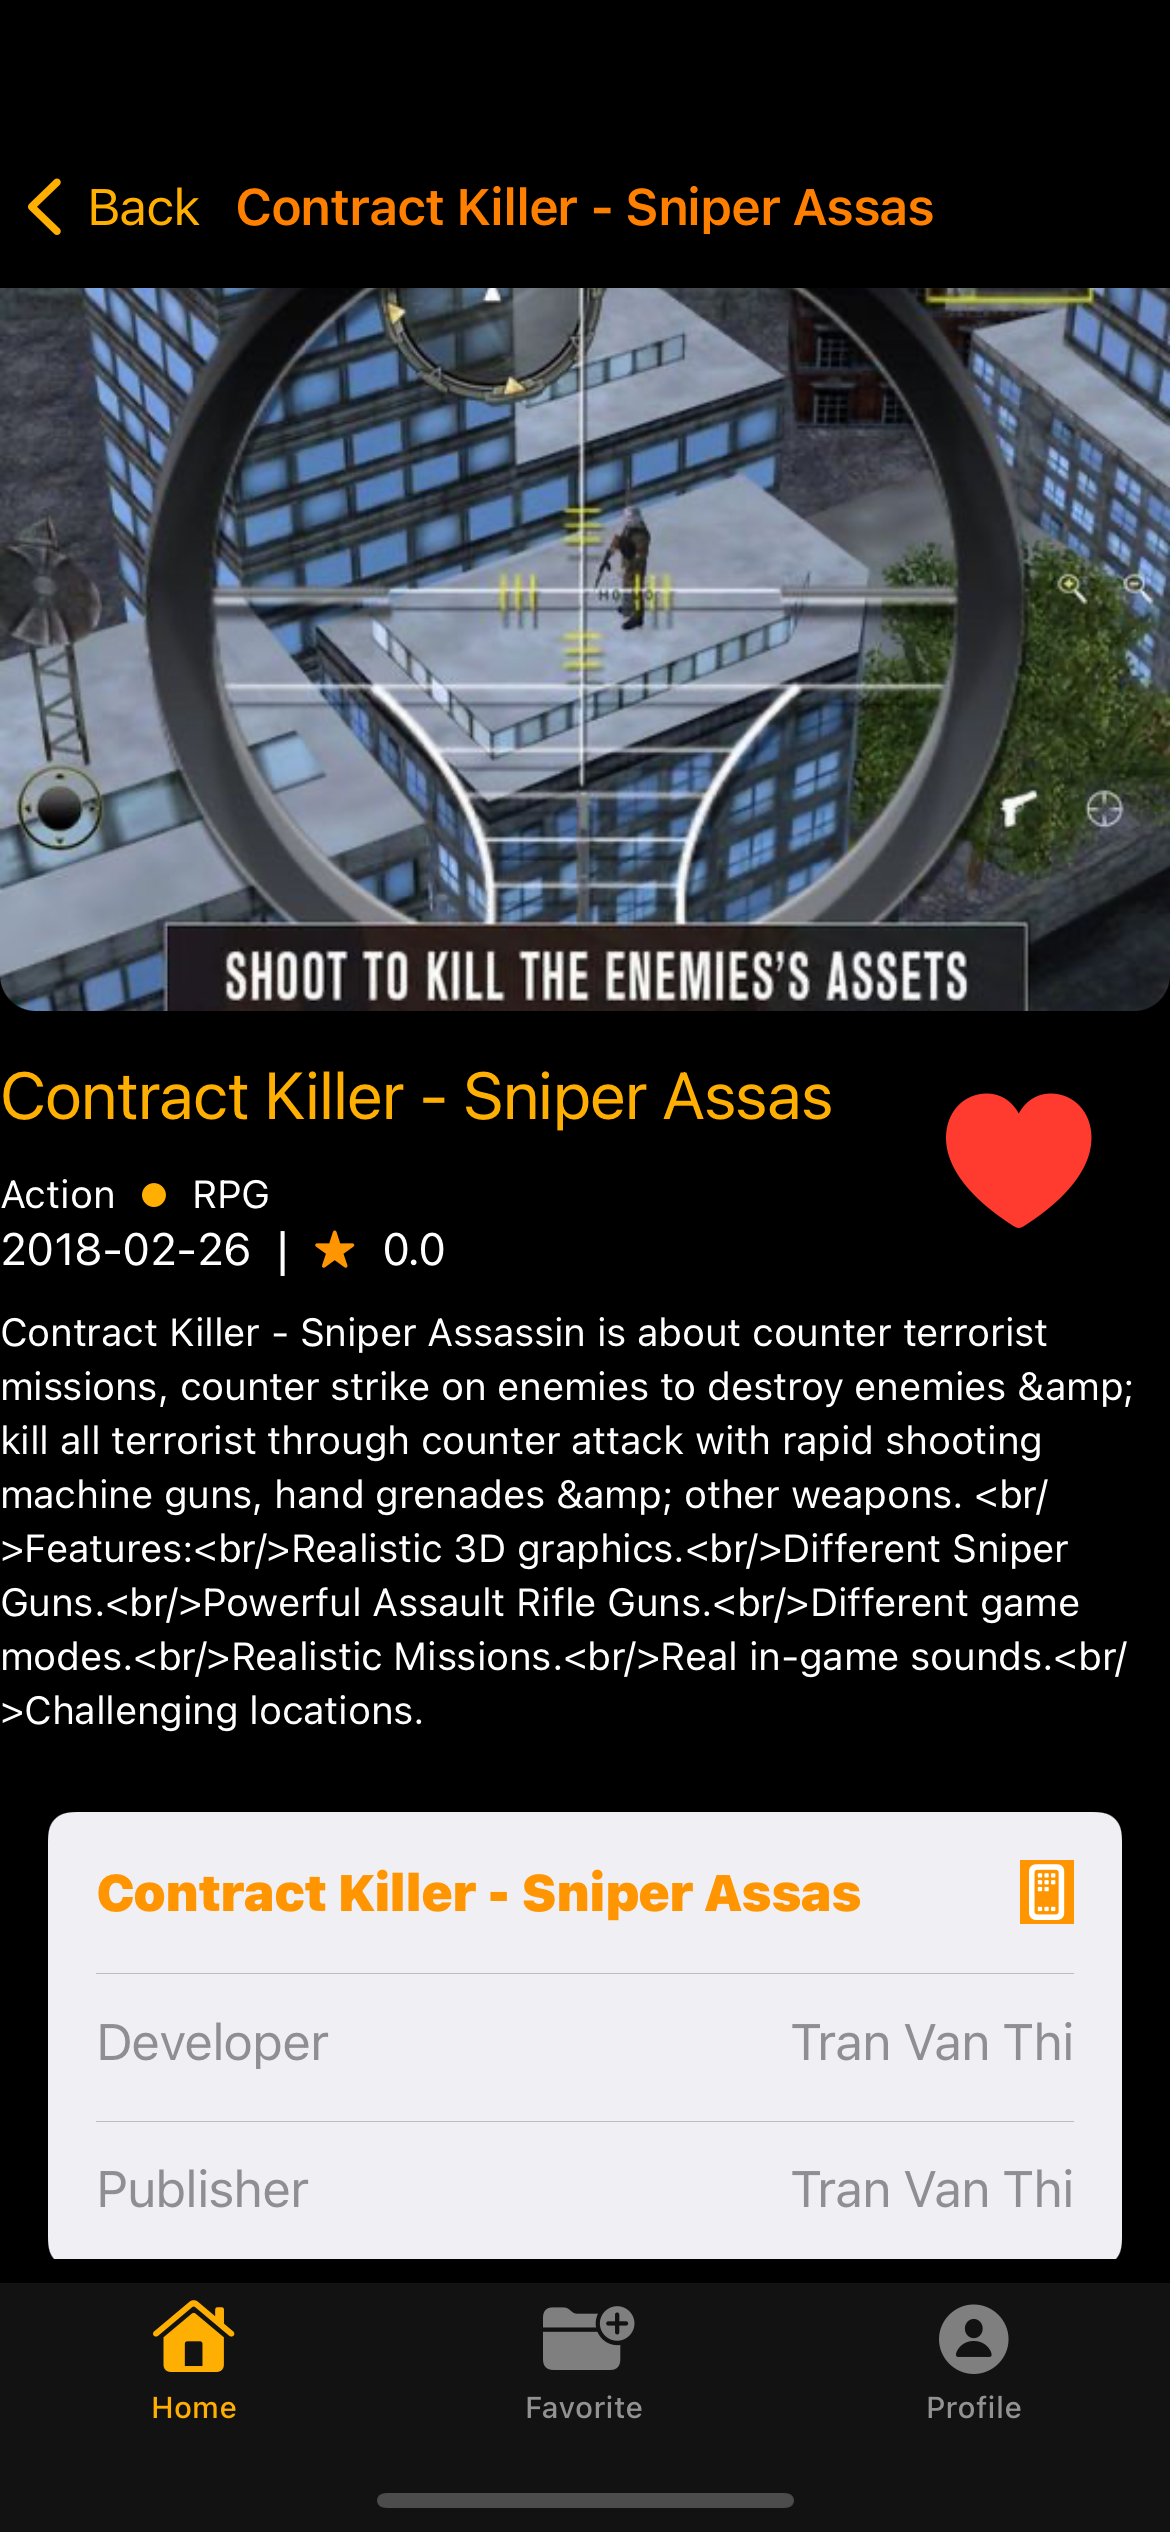 Back Contract Killer - Sniper Assas
SHOOT TO KILL THE ENEMIES'S ASSETS
Contract Killer - Sniper Assas
Action RPG
2018-02-26 | 0.0
Contract Killer - Sniper Assassin is about counter terrorist
missions, counter strike on enemies to destroy enemies &amp;
kill all terrorist through counter attack with rapid shooting
machine guns, hand grenades &amp; other weapons. <br/
>Features:<br/>Realistic 3D graphics.<br/>Different Sniper
Guns.<br/>Powerful Assault Rifle Guns.<br/>Different game
modes.<br/>Realistic Missions.<br/>Real in-game sounds.<br/
>Challenging locations.
Contract Killer - Sniper Assas
Developer Tran Van Thi
Publisher Tran Van Thi
Home Favorite Profile